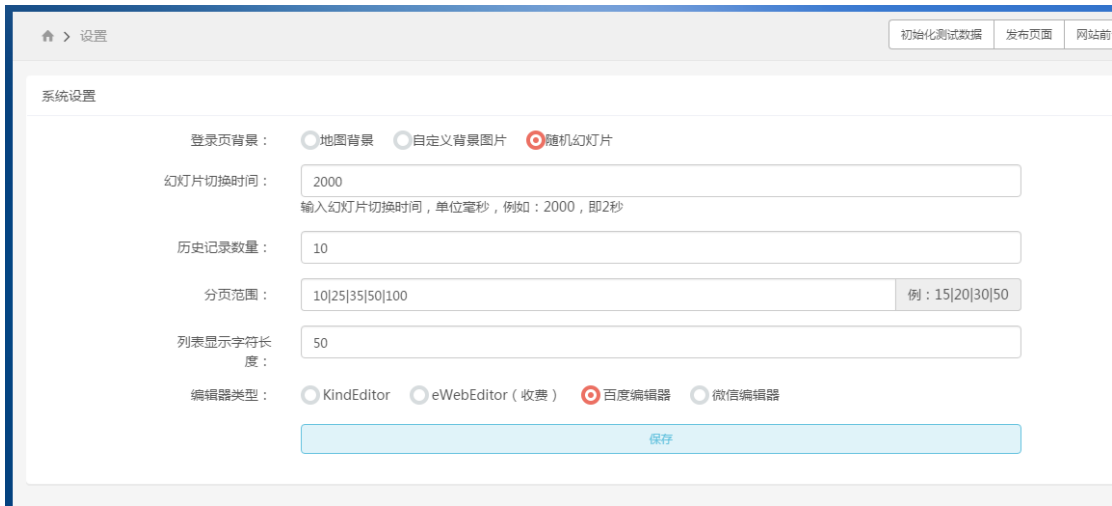 设置
初始化测试数据 发布页面 网站前
系统设置
登录页背景： 地图背景 自定义背景图片 随机幻灯片
幻灯片切换时间： 2000
输入幻灯片切换时间，单位毫秒，例如：2000，即2秒
历史记录数量： 10
分页范围： 10|25|35|50|100 例：15|20|30|50
列表显示字符长
度： 50
编辑器类型： KindEditor eWebEditor（收费） 百度编辑器 微信编辑器
保存